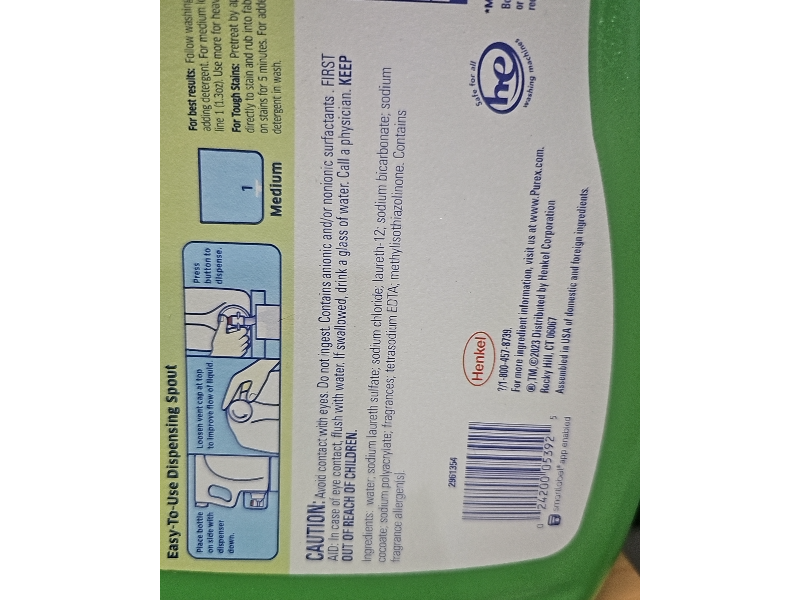 Easy-To-Use Dispensing Spout
Place bottle
on side with
dispenser
down.
Loosen vent cap at top
to improve flow of liquid.
Press
button to
dispense.
1
Medium
For best results: Follow washing
adding detergent. For medium
line 1 (1.3oz). Use more for
For Tough Stains: Pretreat by
directly to stain and rub into
on stains for 5 minutes. For
detergent in wash.
CAUTION: Avoid contact with eyes. Do not ingest. Contains anionic and/or nonionic surfactants . FIRST
AID: In case of eye contact, flush with water. If swallowed, drink a glass of water. Call a physician. KEEP
OUT OF REACH OF CHILDREN.
Ingredients: water; sodium laureth sulfate; sodium chloride; laureth-12; sodium bicarbonate; sodium
cocoate; sodium polyacrylate; fragrances; tetrasodium EDTA; methylisothiazolinone. Contains
fragrance allergen(s).
Safe for all
he
washing machines
Henkel
?/1-800-457-8739.
For more ingredient information, visit us at www.Purex.com.
®,TM,©2023 Distributed by Henkel Corporation
Rocky Hill, CT 06067
Assembled in USA of domestic and foreign ingredients.
2961354
0 24200 05392 5
smartlabel® app enabled